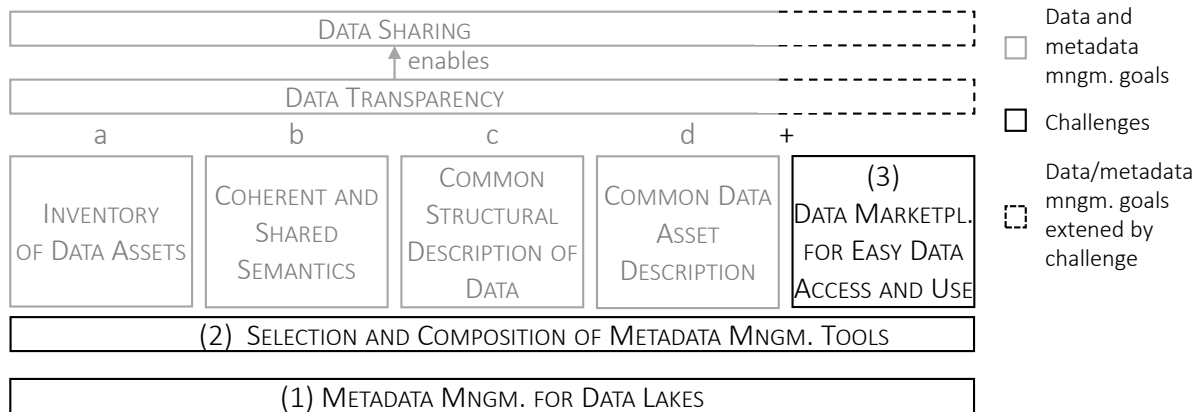 DATA SHARING
enables
DATA TRANSPARENCY
a
b
c
d
+
INVENTORY
OF DATA ASSETS
COHERENT AND
SHARED
SEMANTICS
COMMON
STRUCTURAL
DESCRIPTION OF
DATA
COMMON DATA
ASSET
DESCRIPTION
(3)
DATA MARKETPL.
FOR EASY DATA
ACCESS AND USE
(2) SELECTION AND COMPOSITION OF METADATA MNGM. TOOLS
(1) METADATA MNGM. FOR DATA LAKES
Data and
metadata
mngm. goals
Challenges
Data/metadata
mngm. goals
extened by
challenge